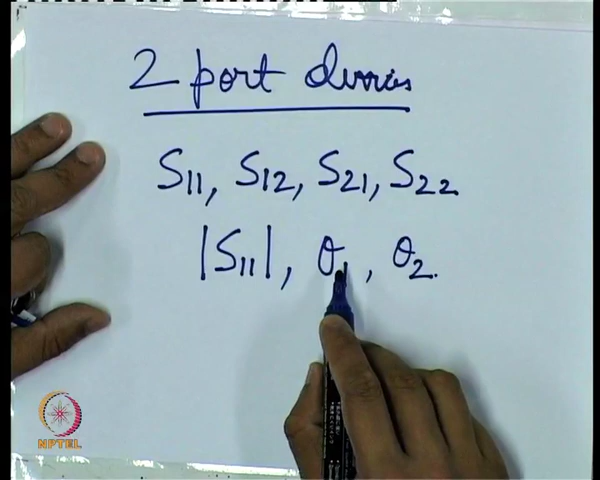 2 port devices
S11, S12, S21, S22
|S11|, θ1, θ2.
NPTEL